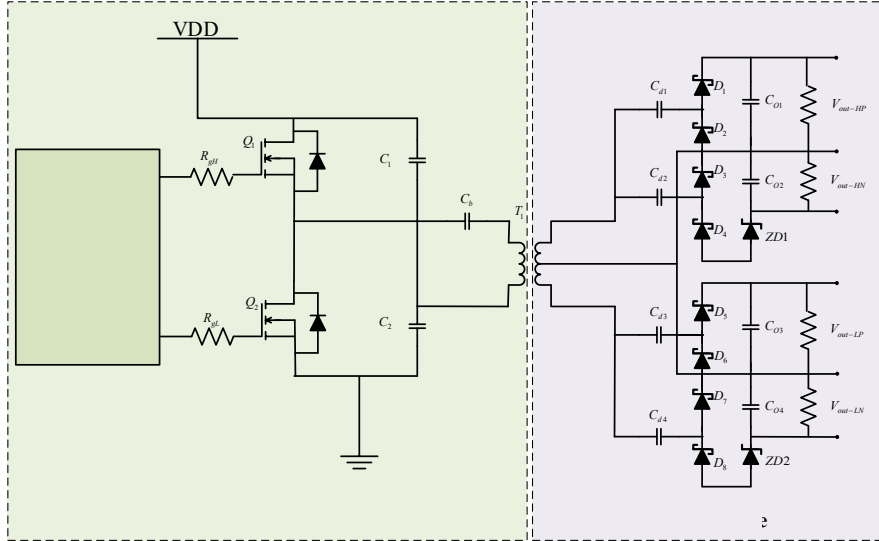 VDD
R_gH
Q_1
C_1
C_b
T_1
R_gL
Q_2
C_2
C_d1
D_1
C_O1
V_out-HP
D_2
C_d2
D_3
C_O2
V_out-HN
D_4
ZD1
C_d3
D_5
C_O3
V_out-LP
D_6
C_d4
D_7
C_O4
V_out-LN
D_8
ZD2
e